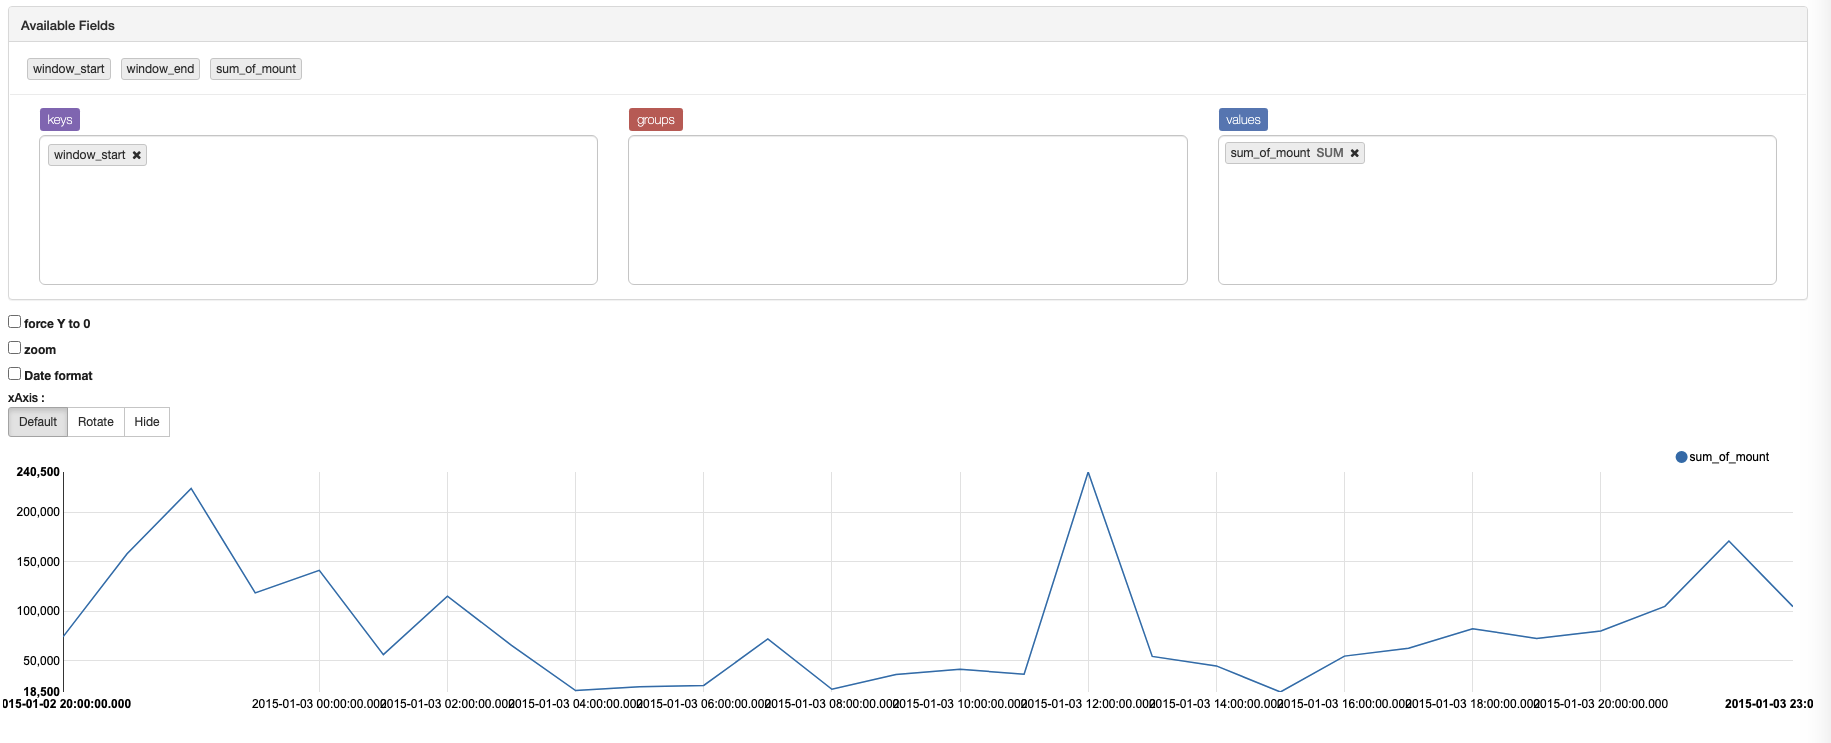 Available Fields
window_start window_end sum_of_mount
keys groups values
window_start ✖ sum_of_mount SUM ✖
force Y to 0
zoom
Date format
xAxis :
Default Rotate Hide
sum_of_mount
240,500
200,000
150,000
100,000
50,000
18,500
015-01-02 20:00:00.000 2015-01-03 00:00:00.000 2015-01-03 02:00:00.000 2015-01-03 04:00:00.000 2015-01-03 06:00:00.000 2015-01-03 08:00:00.000 2015-01-03 10:00:00.000 2015-01-03 12:00:00.000 2015-01-03 14:00:00.000 2015-01-03 16:00:00.000 2015-01-03 18:00:00.000 2015-01-03 20:00:00.000 2015-01-03 23:0